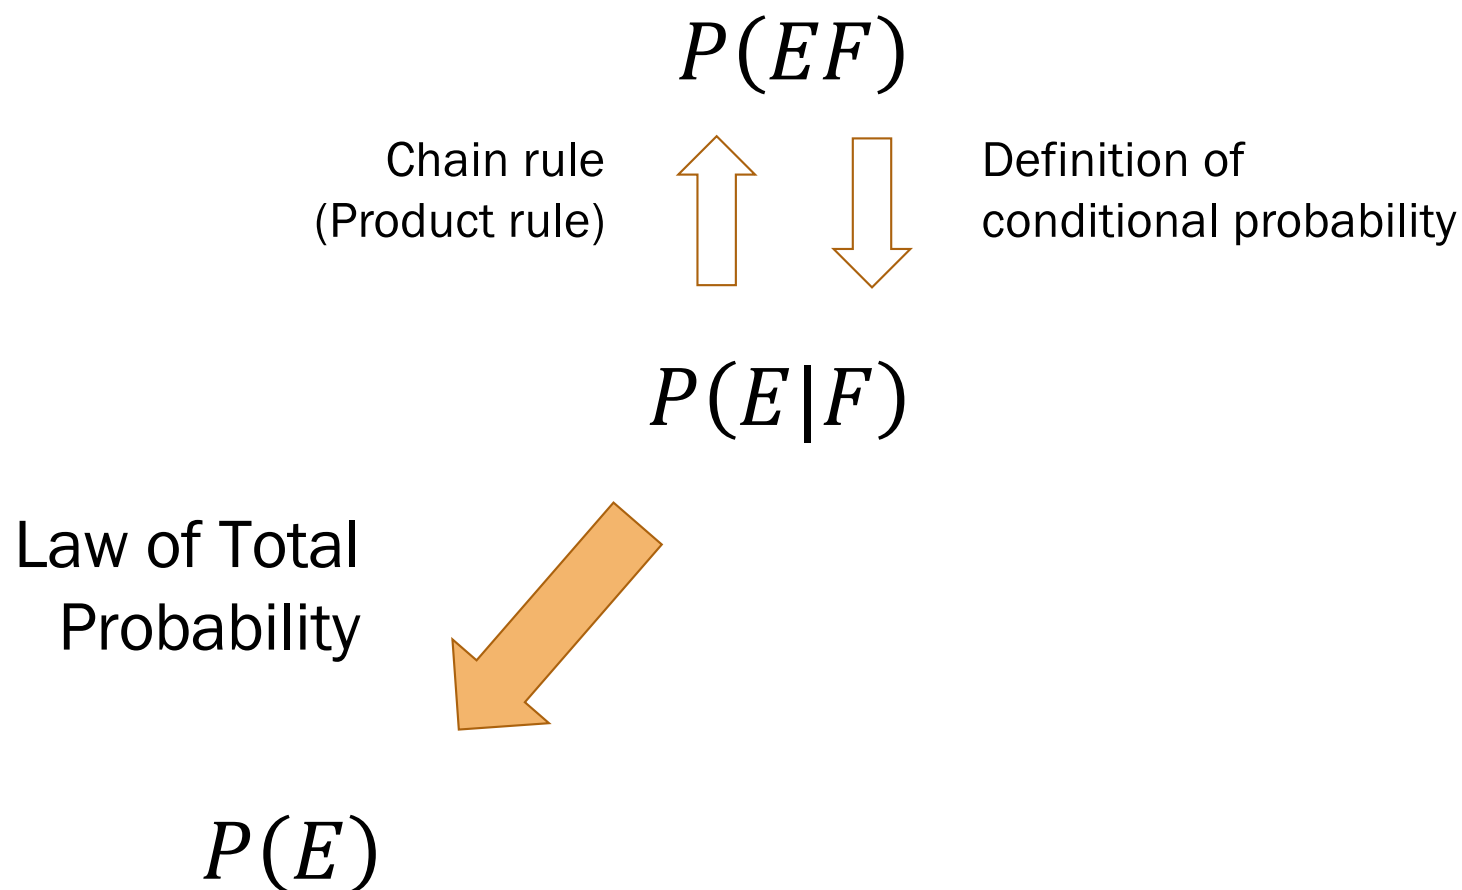 P(EF)
Chain rule
(Product rule)
Definition of
conditional probability
P(E|F)
Law of Total
Probability
P(E)